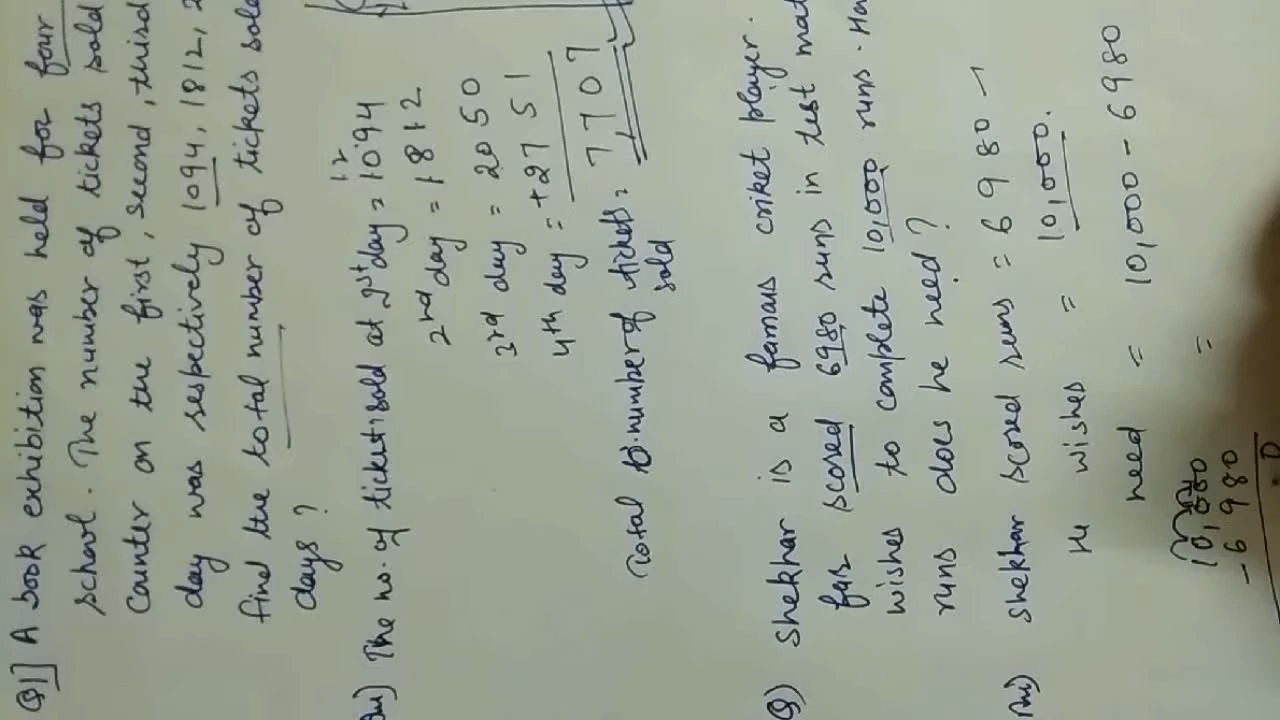 Q1] A book exhibition was held for four
school. The number of tickets sold
Counter on the first, second, third
day was respectively 1094, 1812, 2
find the total number of tickets sold
days?
The no. of tickets sold at 1st day = 1094
2nd day = 1812
3rd day = 2050
4th day = +2751
Total number of tickets = 7707
sold
Q) Shekhar is a famous criket player.
far scored 6980 runs in test mat
wishes to complete 10,000 runs. How
runs does he need?
Shekhar scored runs = 6980
He wishes = 10,000.
need = 10,000 - 6980
=
10,000
-6980
0